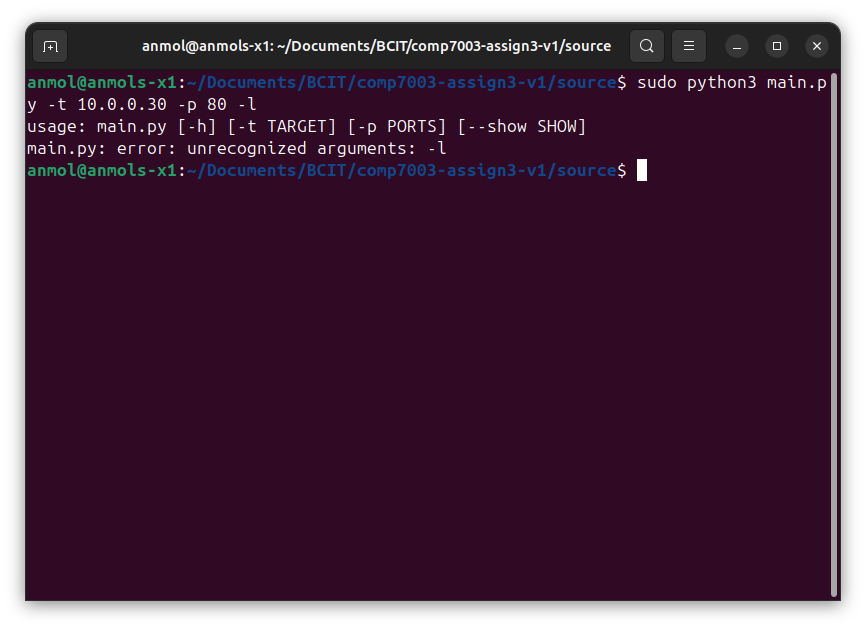 anmol@anmols-x1: ~/Documents/BCIT/comp7003-assign3-v1/source
anmol@anmols-x1:~/Documents/BCIT/comp7003-assign3-v1/source$ sudo python3 main.p
y -t 10.0.0.30 -p 80 -l
usage: main.py [-h] [-t TARGET] [-p PORTS] [--show SHOW]
main.py: error: unrecognized arguments: -l
anmol@anmols-x1:~/Documents/BCIT/comp7003-assign3-v1/source$